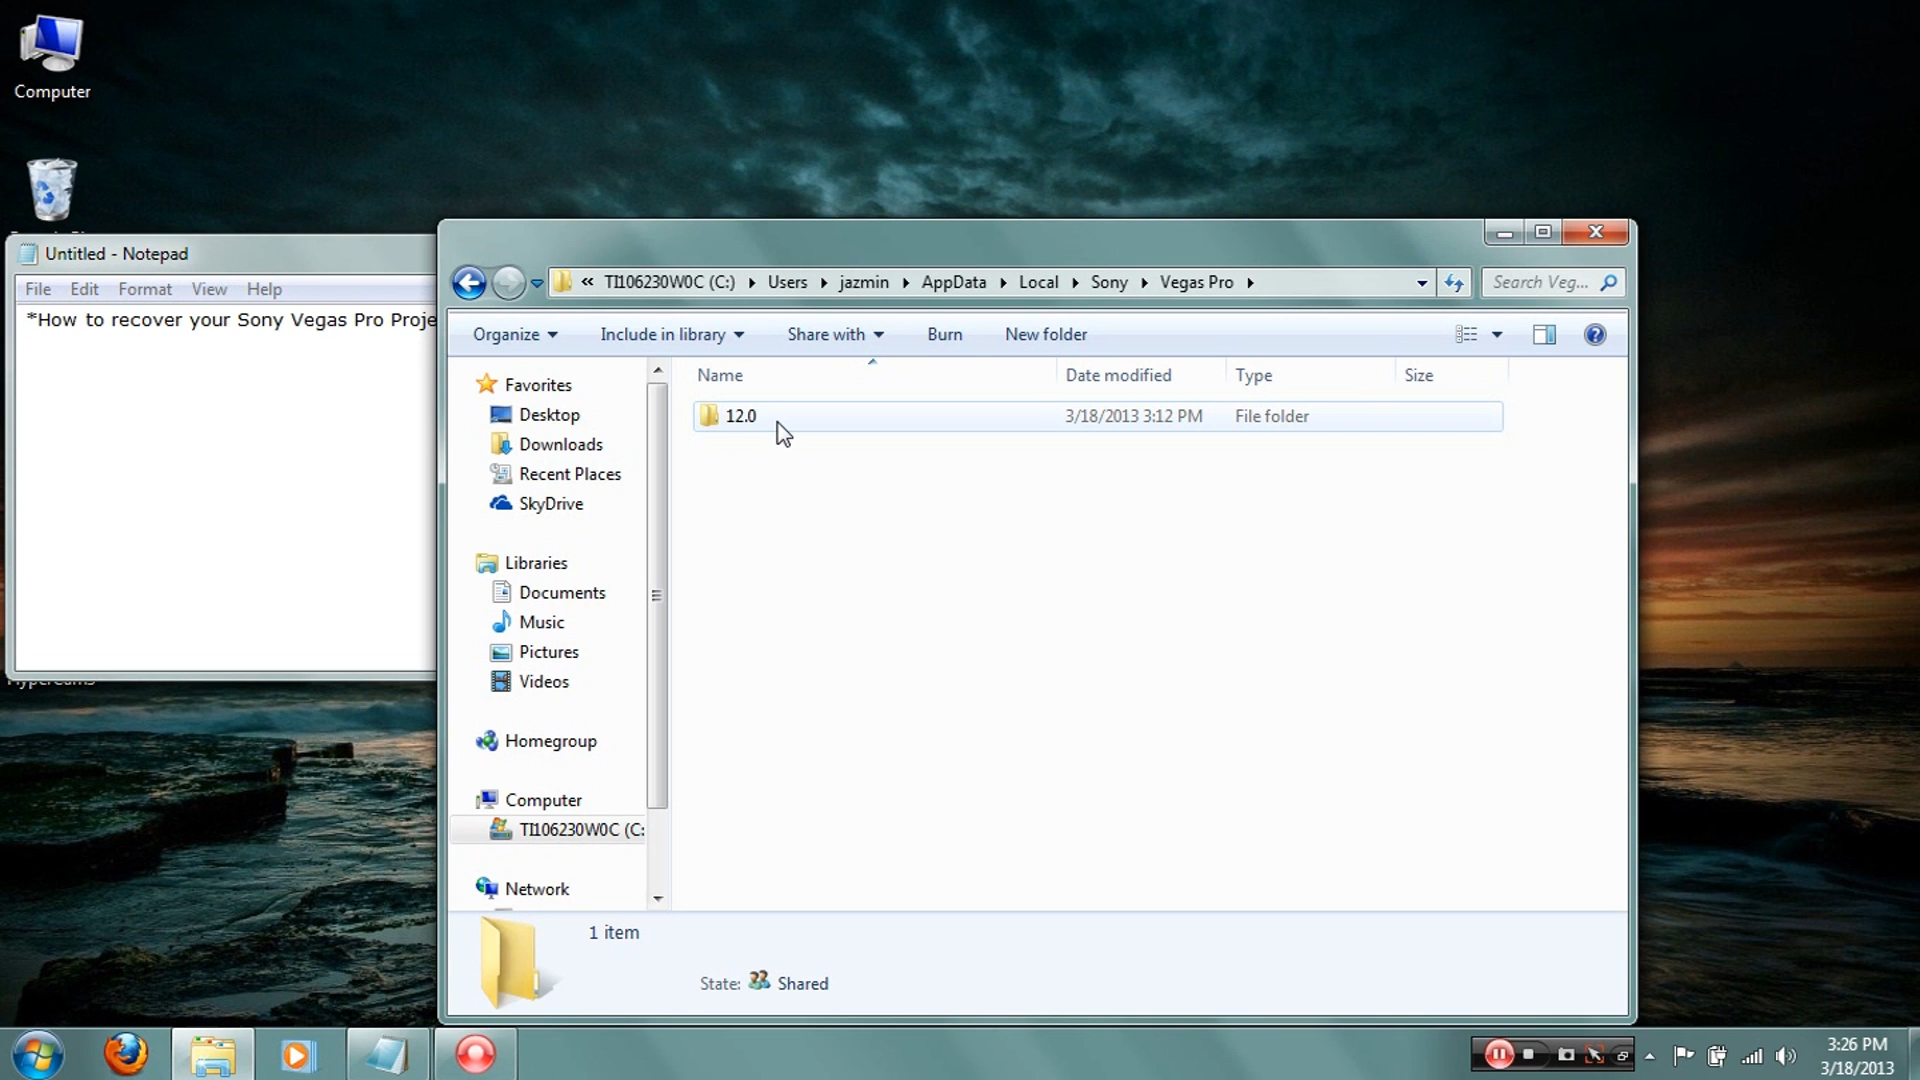 Computer
Untitled - Notepad
File Edit Format View Help
*How to recover your Sony Vegas Pro Proje
« TI106230W0C (C:) Users jazmin AppData Local Sony Vegas Pro
Search Veg...
Organize Include in library Share with Burn New folder
Name Date modified Type Size
12.0 3/18/2013 3:12 PM File folder
Favorites
Desktop
Downloads
Recent Places
SkyDrive
Libraries
Documents
Music
Pictures
Videos
Homegroup
Computer
TI106230W0C (C:
Network
1 item
State: Shared
3:26 PM
3/18/2013